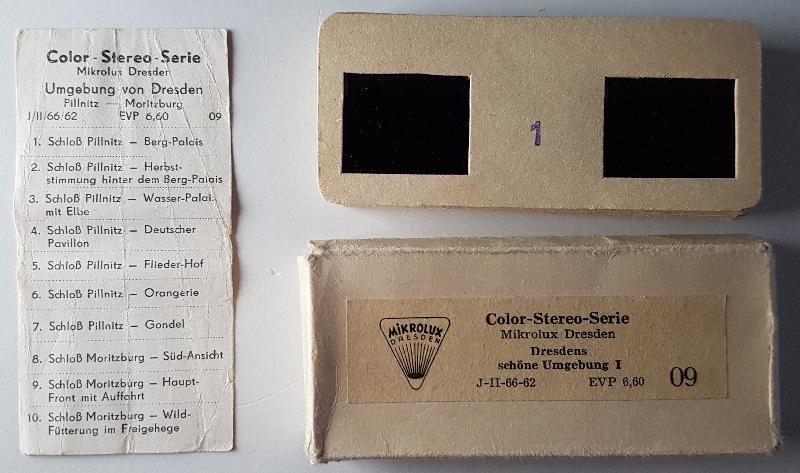 Color - Stereo - Serie
Mikrolux Dresden
Umgebung von Dresden
Pillnitz — Moritzburg
J/II/66/62 EVP 6,60 09
1. Schloß Pillnitz — Berg-Palais
2. Schloß Pillnitz — Herbst-
stimmung hinter dem Berg-Palais
3. Schloß Pillnitz — Wasser-Palais
mit Elbe
4. Schloß Pillnitz — Deutscher
Pavillon
5. Schloß Pillnitz — Flieder-Hof
6. Schloß Pillnitz — Orangerie
7. Schloß Pillnitz — Gondel
8. Schloß Moritzburg — Süd-Ansicht
9. Schloß Moritzburg — Haupt-
Front mit Auffahrt
10. Schloß Moritzburg — Wild-
Fütterung im Freigehege
1
MIKROLUX
DRESDEN
Color-Stereo-Serie
Mikrolux Dresden
Dresdens
schöne Umgebung I
J-II-66-62 EVP 6,60 09